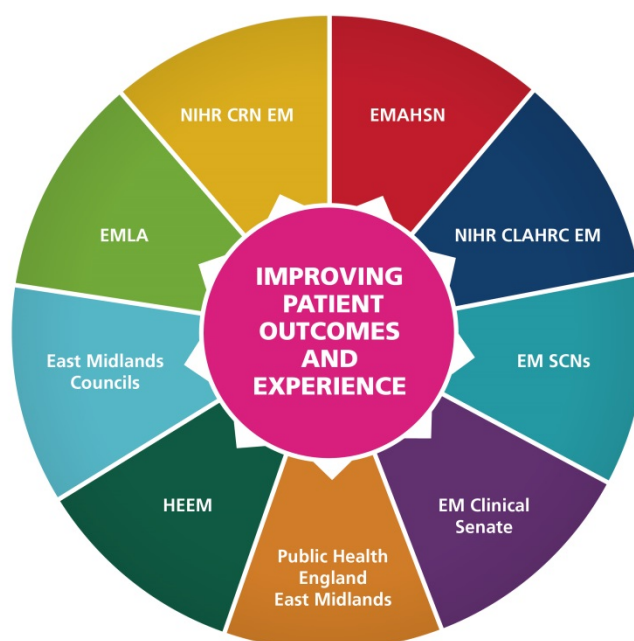 NIHR CRN EM
EMAHSN
NIHR CLAHRC EM
EM SCNs
EM Clinical
Senate
Public Health
England
East Midlands
HEEM
East Midlands
Councils
EMLA
IMPROVING
PATIENT
OUTCOMES
AND
EXPERIENCE